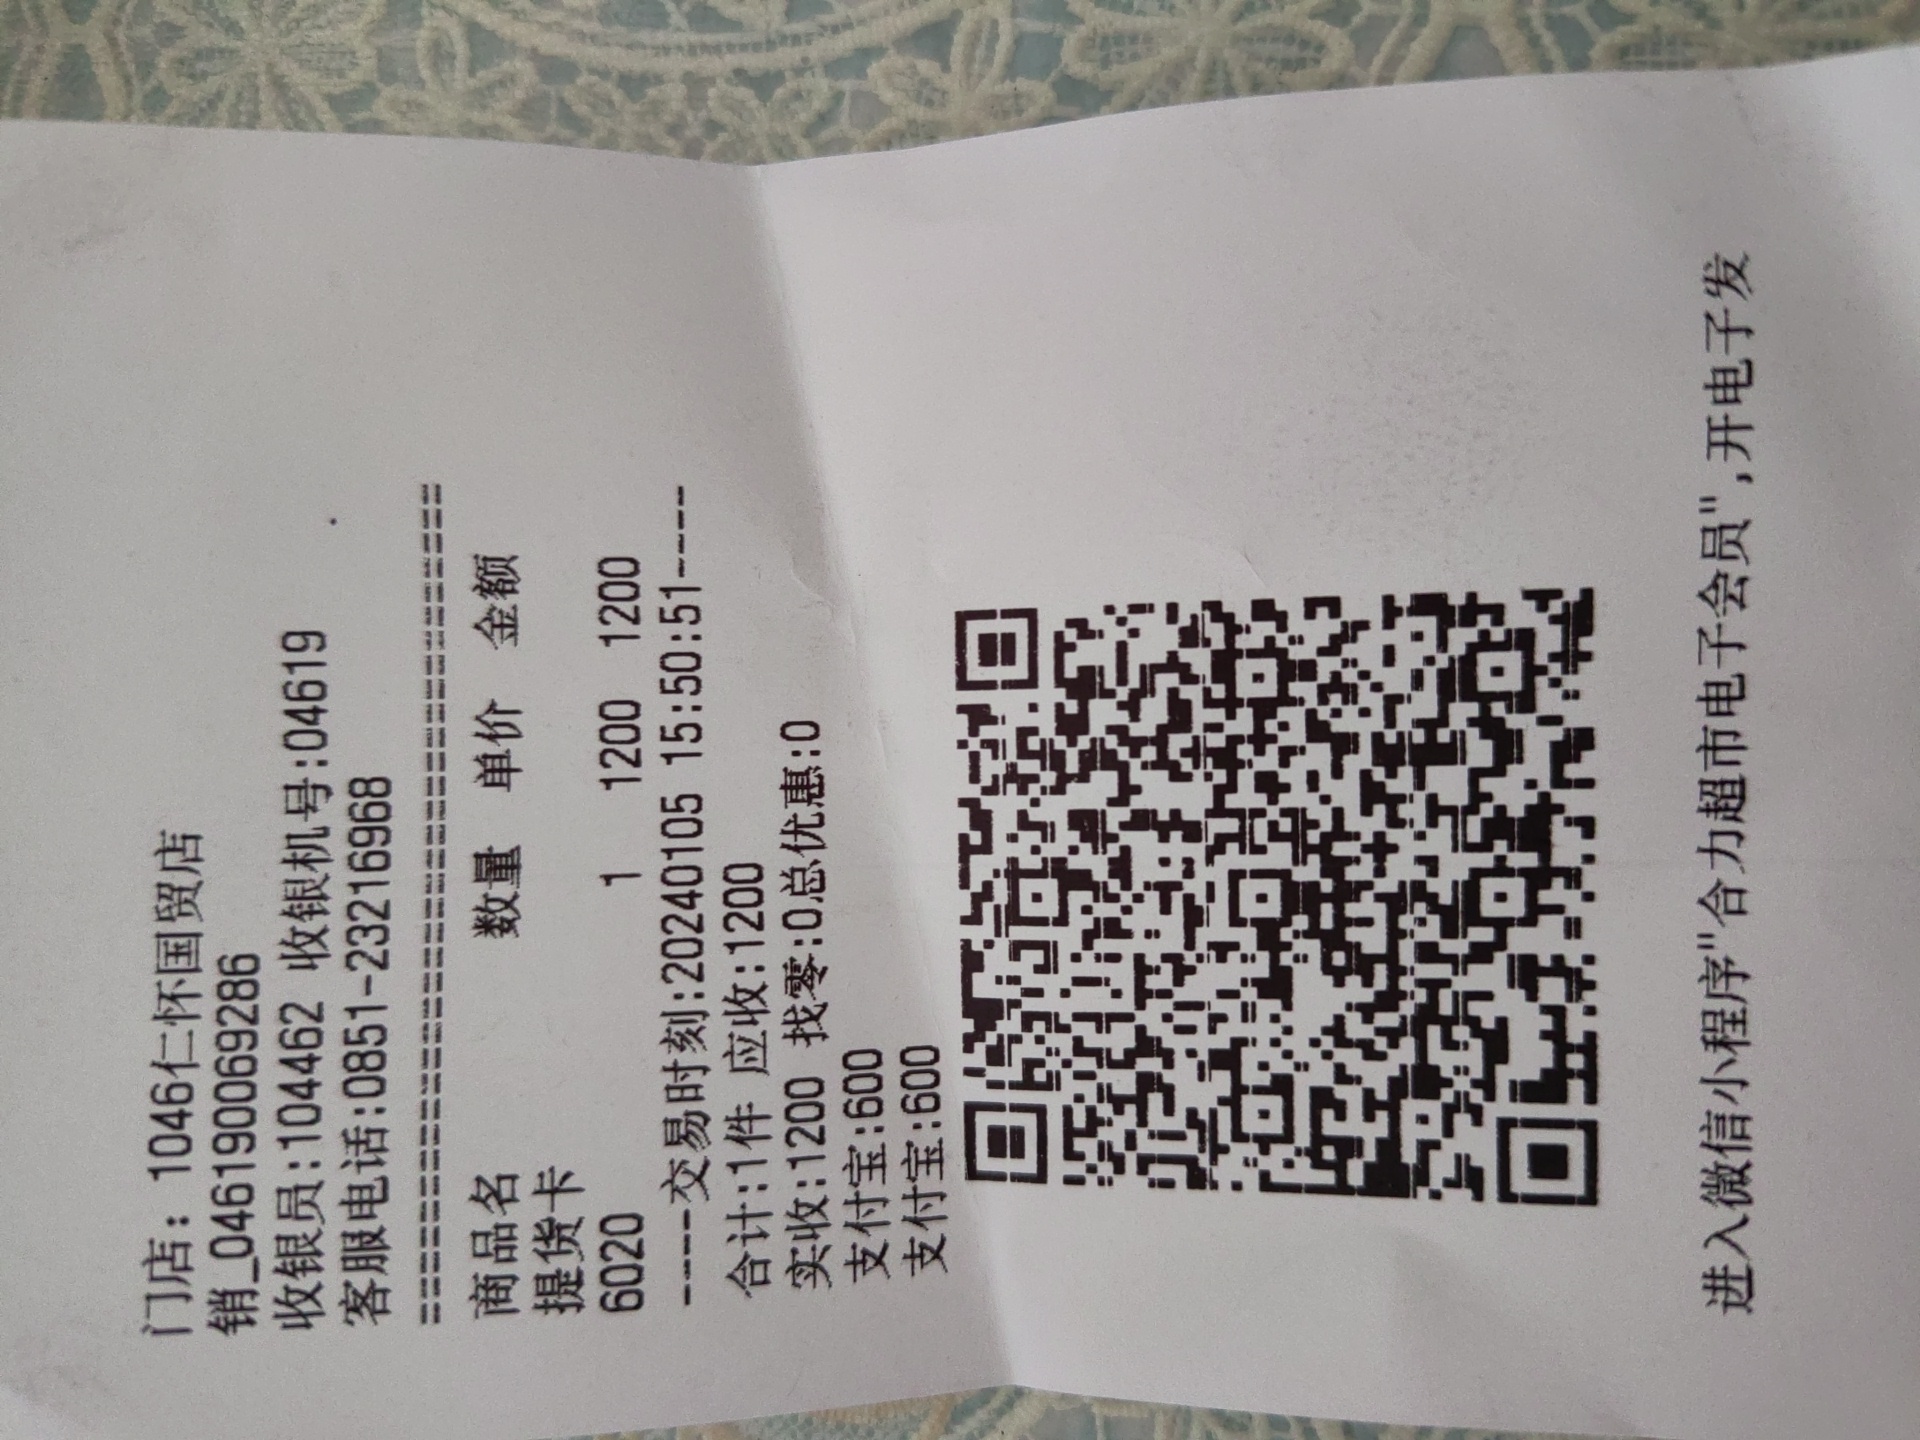 门店: 1046仁怀国贸店
销_046190069286
收银员:104462 收银机号:04619
客服电话:0851-23216968
==========================================
商品名 数量 单价 金额
提货卡
6020 1 1200 1200
-----交易时刻:20240105 15:50:51-----
合计:1件 应收:1200
实收:1200 找零:0总优惠:0
支付宝:600
支付宝:600
进入微信小程序"合力超市电子会员",开电子发